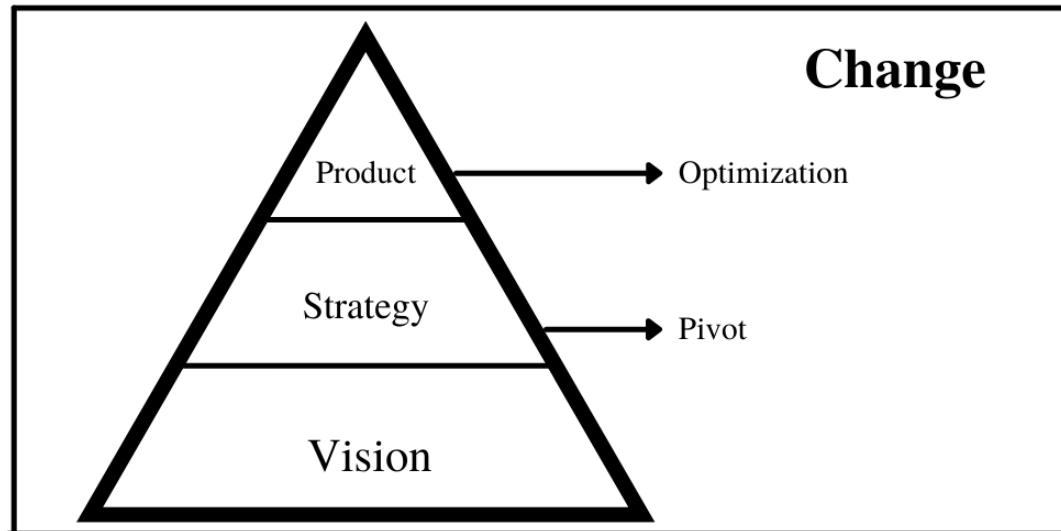 Change
Product
Optimization
Strategy
Pivot
Vision